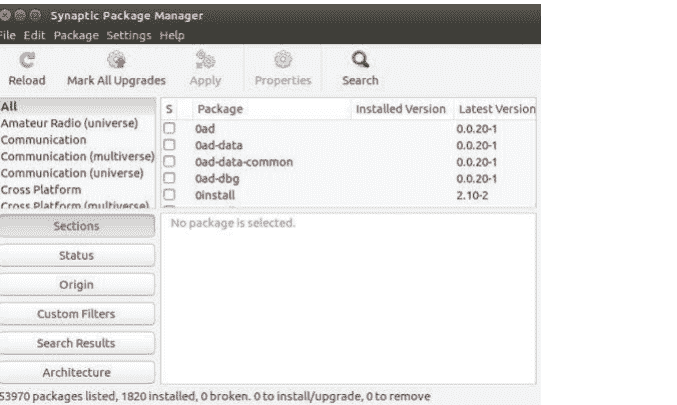 Synaptic Package Manager
File Edit Package Settings Help
Reload Mark All Upgrades Apply Properties Search
All
Amateur Radio (universe)
Communication
Communication (multiverse)
Communication (universe)
Cross Platform
Cross Platform (multiverse)
S Package Installed Version Latest Version
0ad 0.0.20-1
0ad-data 0.0.20-1
0ad-data-common 0.0.20-1
0ad-dbg 0.0.20-1
0install 2.10-2
Sections
Status
Origin
Custom Filters
Search Results
Architecture
No package is selected.
53970 packages listed, 1820 installed, 0 broken. 0 to install/upgrade, 0 to remove